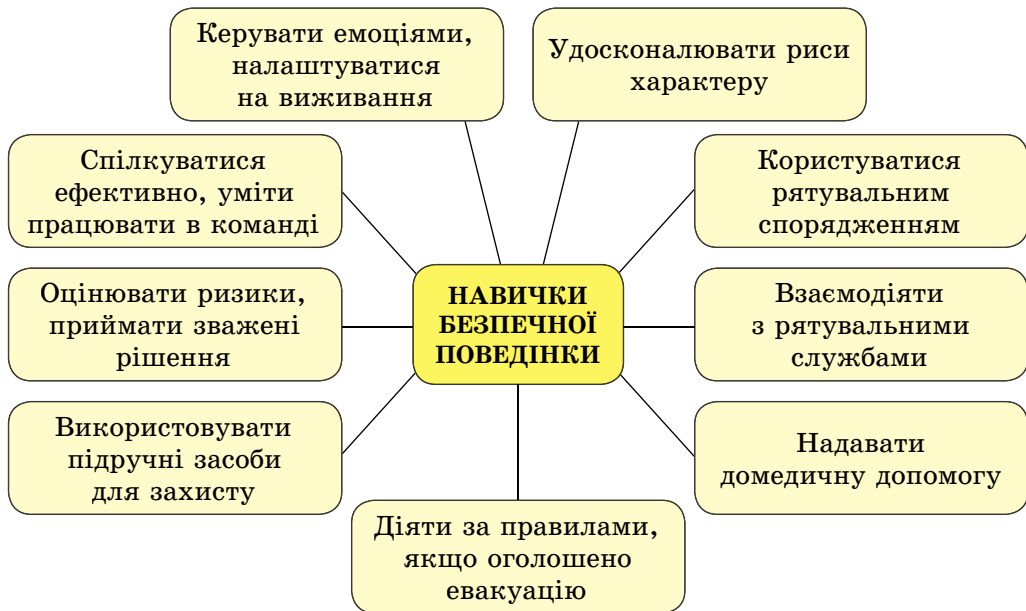 Керувати емоціями,
налаштуватися
на виживання
Удосконалювати риси
характеру
Спілкуватися
ефективно, уміти
працювати в команді
Користуватися
рятувальним
спорядженням
НАВИЧКИ
БЕЗПЕЧНОЇ
ПОВЕДІНКИ
Оцінювати ризики,
приймати зважені
рішення
Взаємодіяти
з рятувальними
службами
Використовувати
підручні засоби
для захисту
Надавати
домедичну допомогу
Діяти за правилами,
якщо оголошено
евакуацію